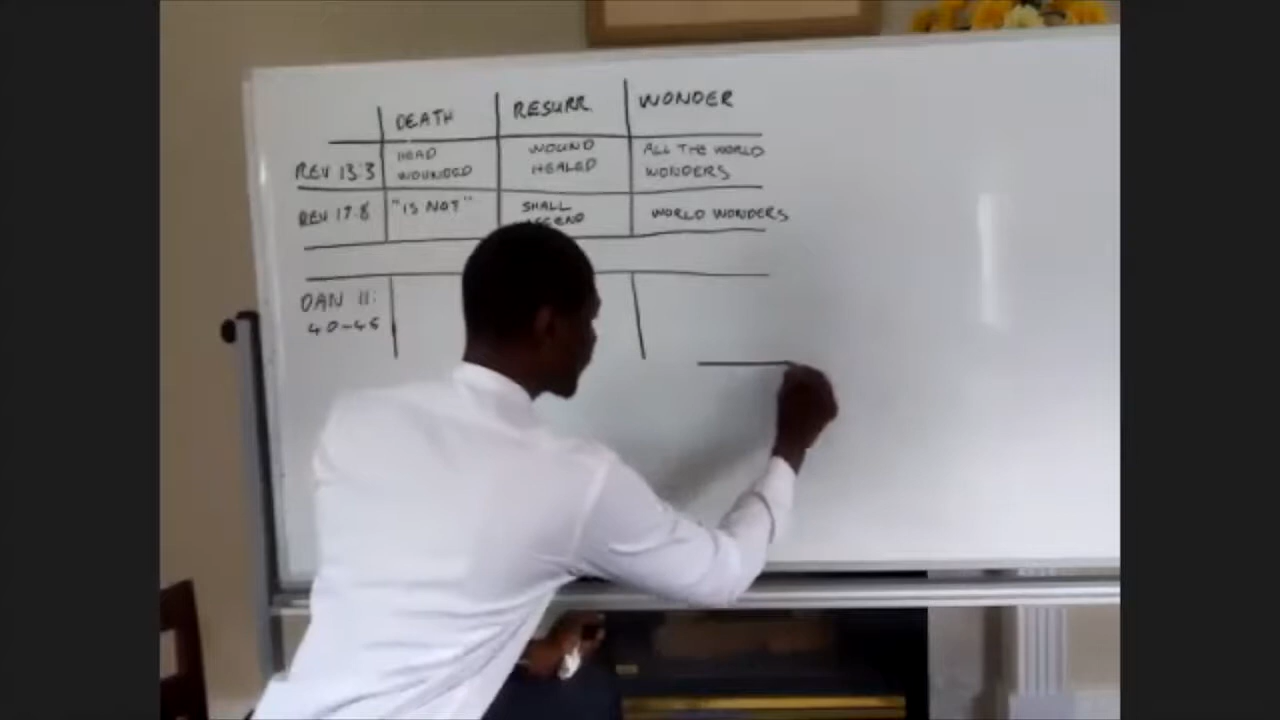 DEATH RESURR WONDER
REV 13:3 HEAD WOUNDED WOUND HEALED ALL THE WORLD WONDERS
REV 17:8 "IS NOT" SHALL WORLD WONDERS
DAN 11:
40-45